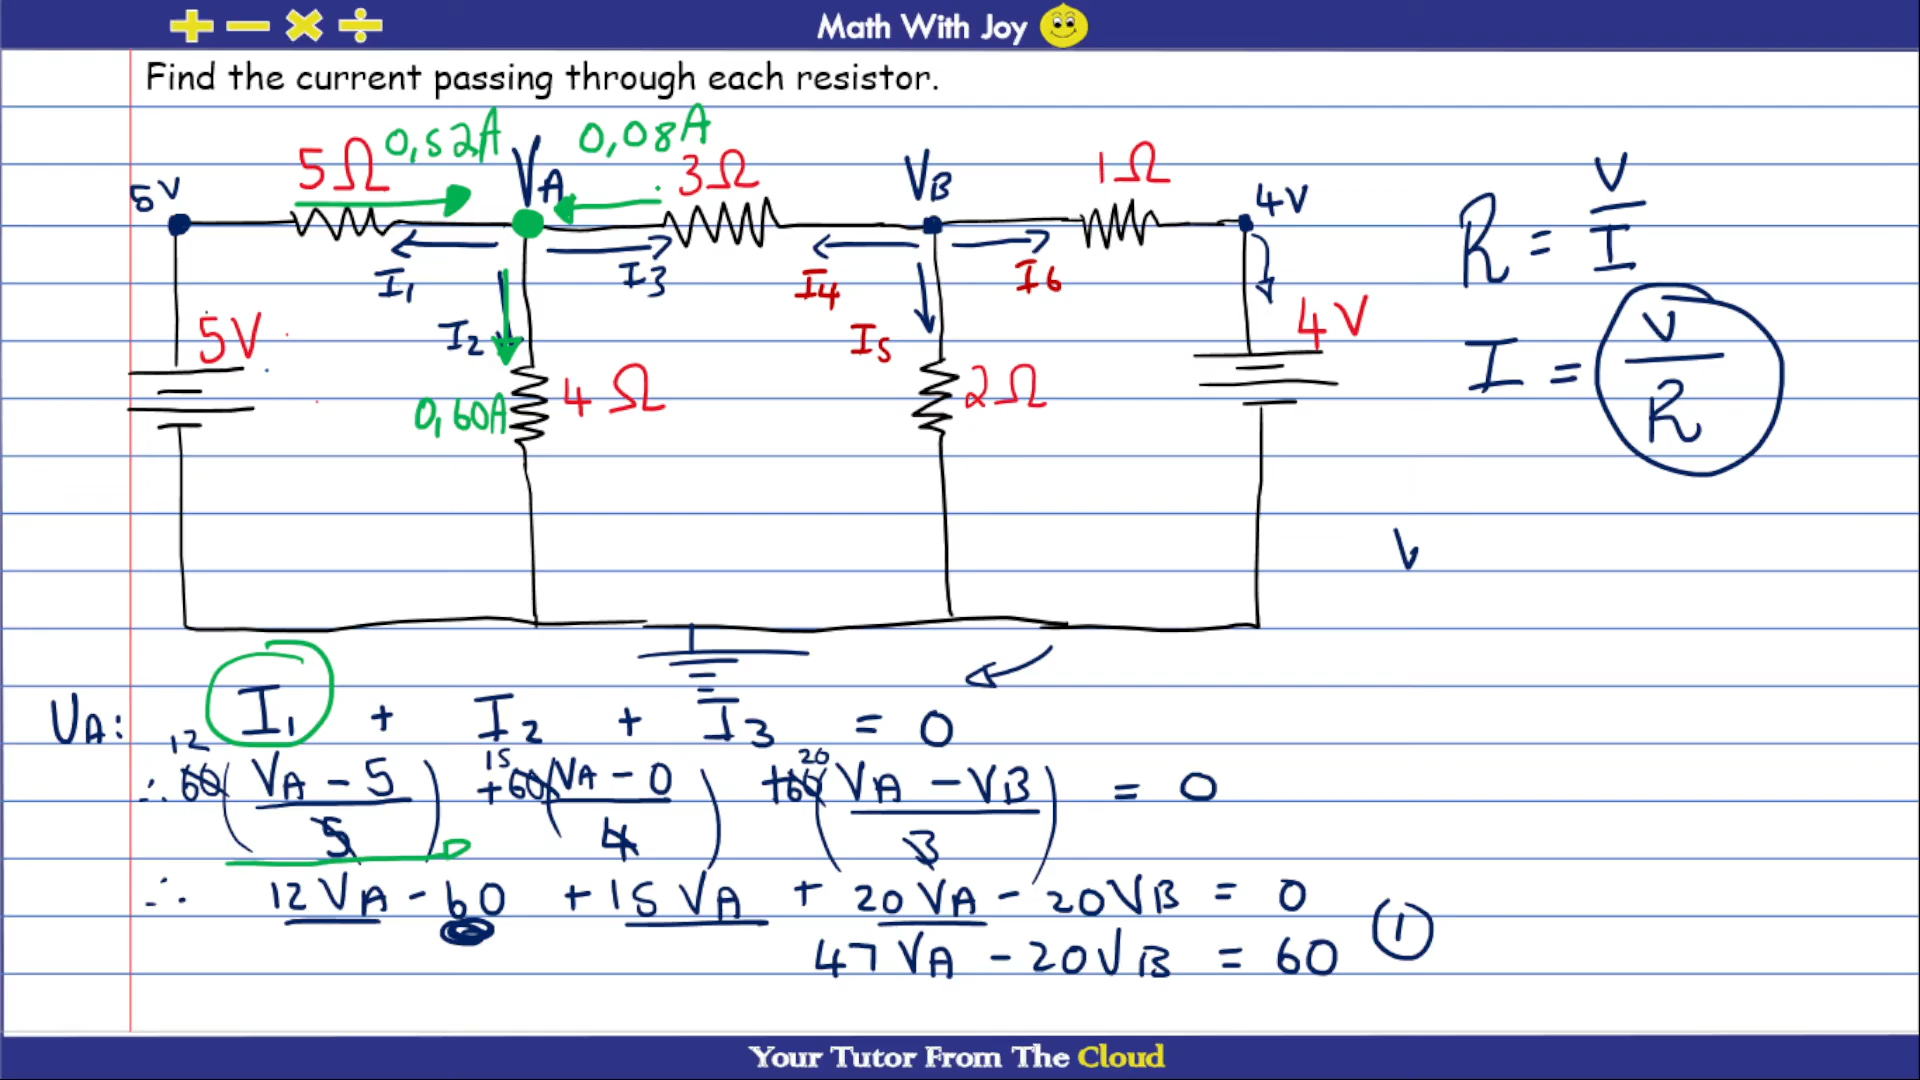 + − × ÷ Math With Joy
Find the current passing through each resistor.
0,52A 0,08A
5Ω VA 3Ω VB 1Ω
5V 4V
R = V/I
I1 I3 I4 I6
I2 I5
5V 4V
I = V/R
0,60A 4Ω 2Ω
V
VA: I1 + I2 + I3 = 0
12 15 20
∴ 60(VA − 5 / 5) + 60(VA − 0 / 4) + 60(VA − VB / 3) = 0
∴ 12VA − 60 + 15VA + 20VA − 20VB = 0
47VA − 20VB = 60 ①
Your Tutor From The Cloud